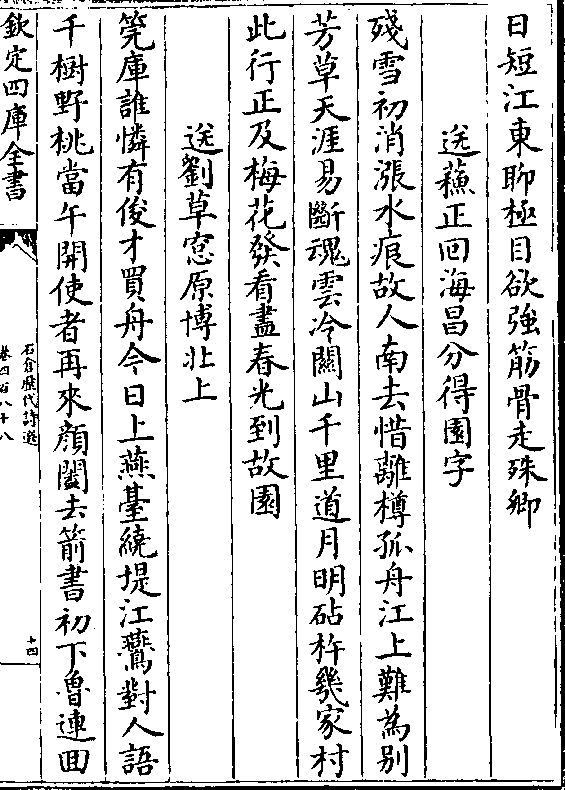 日短江東聊極目欲強筋骨走殊鄉
送蘓正回海昌分得園字
殘雪初消漲水痕故人南去惜離樽孤舟江上難為别
芳草天涯易斷魂雲冷闗山千里道月明砧杵幾家村
此行正及梅花發看盡春光到故園
送劉草窓原博北上
筦庫誰憐有俊才買舟今日上燕臺繞堤江鶯對人語
千樹野桃當午開使者再來顔闔去箭書初下魯連回
欽定四庫全書
石倉歴代詩選
卷四百八十八
十四